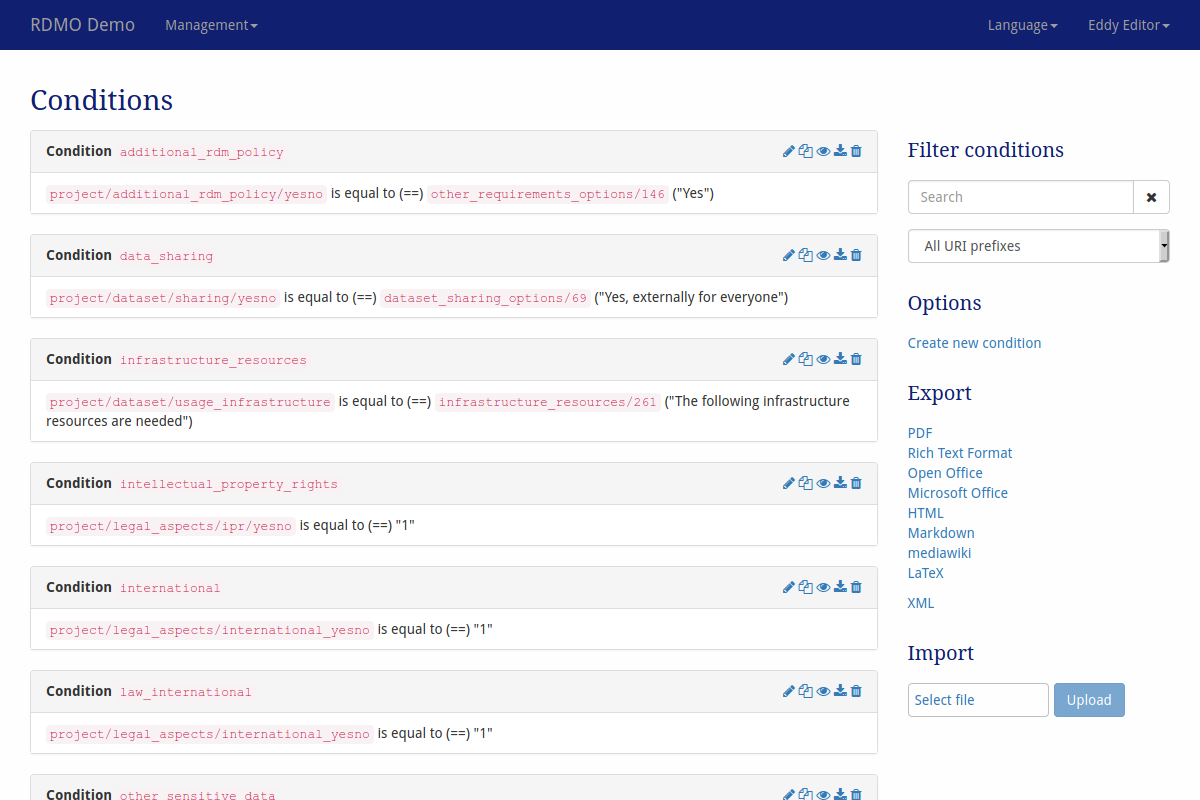 RDMO Demo Management Language Eddy Editor
Conditions
Condition additional_rdm_policy
project/additional_rdm_policy/yesno is equal to (==) other_requirements_options/146 ("Yes")
Condition data_sharing
project/dataset/sharing/yesno is equal to (==) dataset_sharing_options/69 ("Yes, externally for everyone")
Condition infrastructure_resources
project/dataset/usage_infrastructure is equal to (==) infrastructure_resources/261 ("The following infrastructure
resources are needed")
Condition intellectual_property_rights
project/legal_aspects/ipr/yesno is equal to (==) "1"
Condition international
project/legal_aspects/international_yesno is equal to (==) "1"
Condition law_international
project/legal_aspects/international_yesno is equal to (==) "1"
Condition other_sensitive_data
Filter conditions
Search
All URI prefixes
Options
Create new condition
Export
PDF
Rich Text Format
Open Office
Microsoft Office
HTML
Markdown
mediawiki
LaTeX
XML
Import
Select file Upload